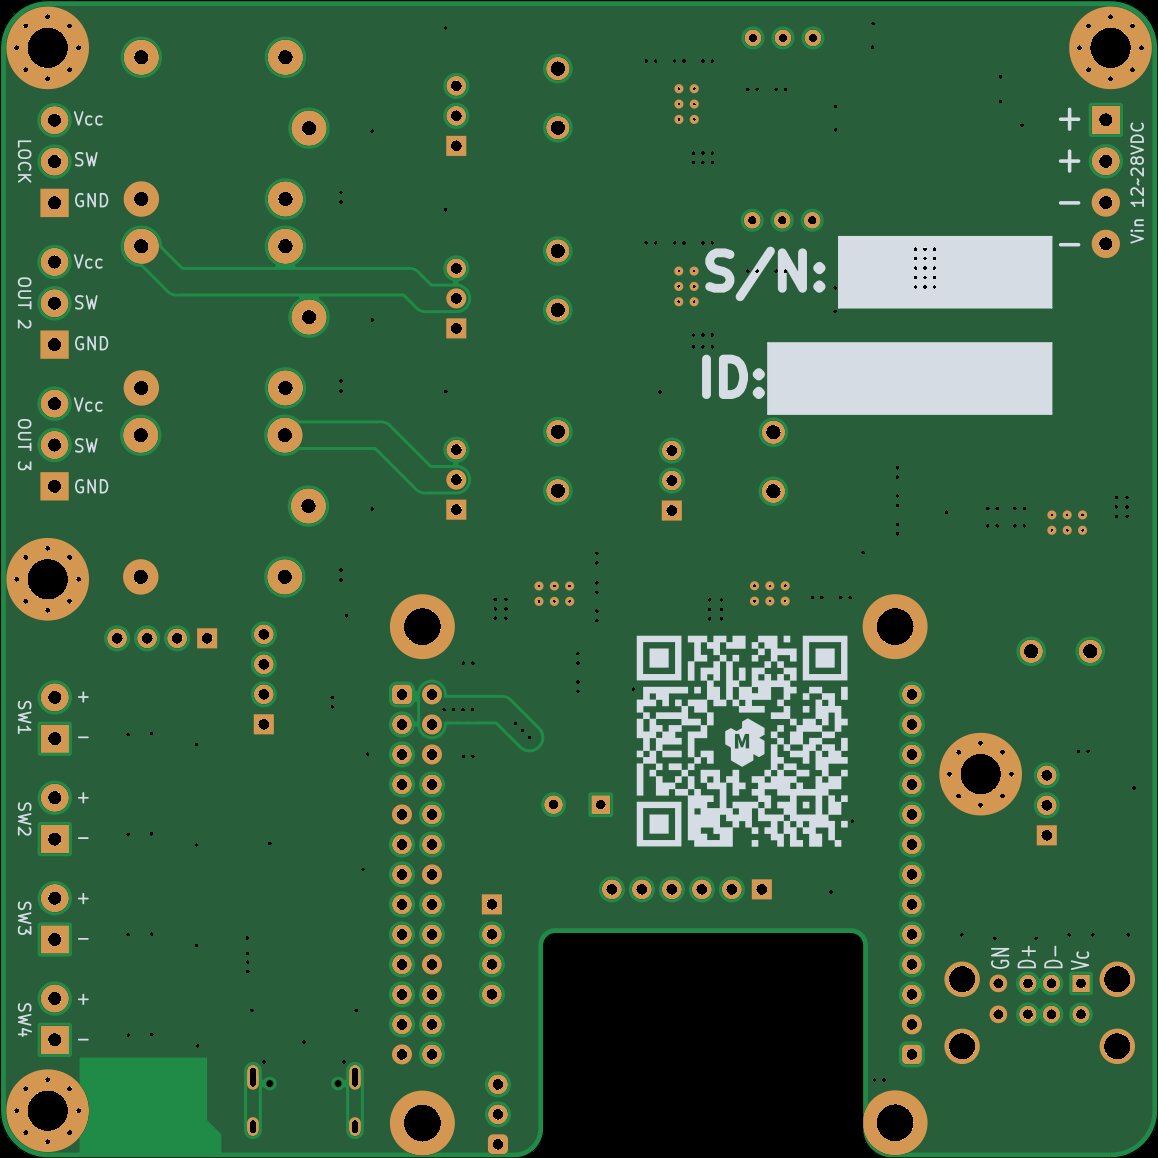 Vcc
SW
GND
LOCK
Vcc
SW
GND
OUT 2
Vcc
SW
GND
OUT 3
+
-
SW1
+
-
SW2
+
-
SW3
+
-
SW4
+
+
-
-
Vin 12~28VDC
S/N:
ID:
M
GN
D+
D-
Vc